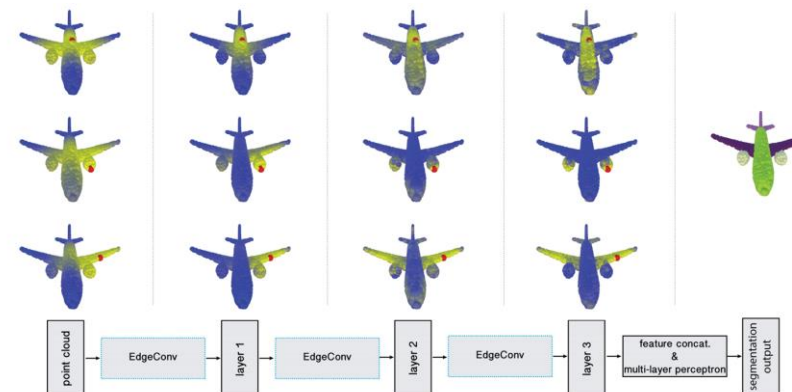 point cloud
EdgeConv
layer 1
EdgeConv
layer 2
EdgeConv
layer 3
feature concat.
&
multi-layer perceptron
segmentation
output